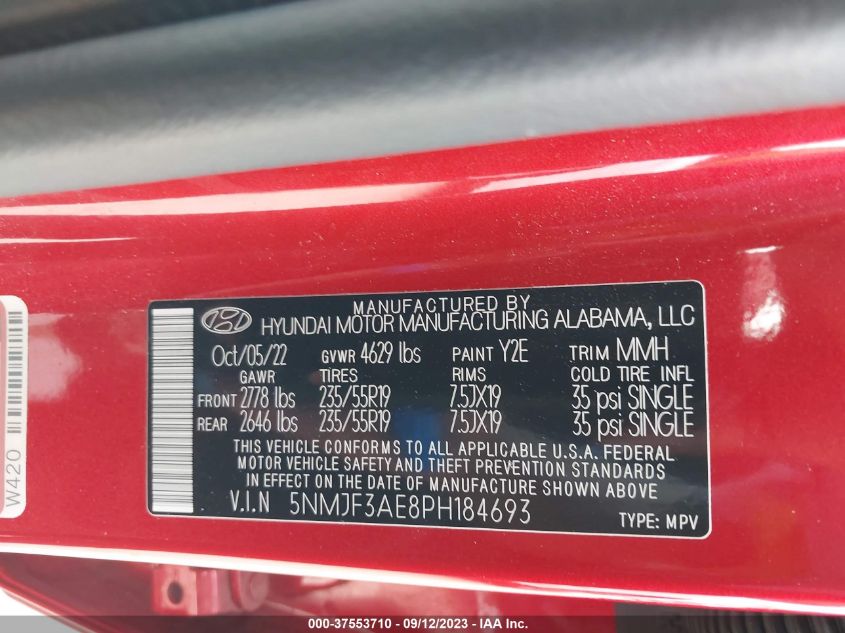 MANUFACTURED BY
HYUNDAI MOTOR MANUFACTURING ALABAMA, LLC
Oct/05/22 GVWR 4629 lbs PAINT Y2E TRIM MMH
GAWR TIRES RIMS COLD TIRE INFL
FRONT 2778 lbs 235/55R19 7.5JX19 35 psi SINGLE
REAR 2646 lbs 235/55R19 7.5JX19 35 psi SINGLE
THIS VEHICLE CONFORMS TO ALL APPLICABLE U.S.A. FEDERAL
MOTOR VEHICLE SAFETY AND THEFT PREVENTION STANDARDS
IN EFFECT ON THE DATE OF MANUFACTURE SHOWN ABOVE
V.I.N 5NMJF3AE8PH184693
TYPE: MPV
W420
000-37553710 - 09/12/2023 - © IAA Inc.